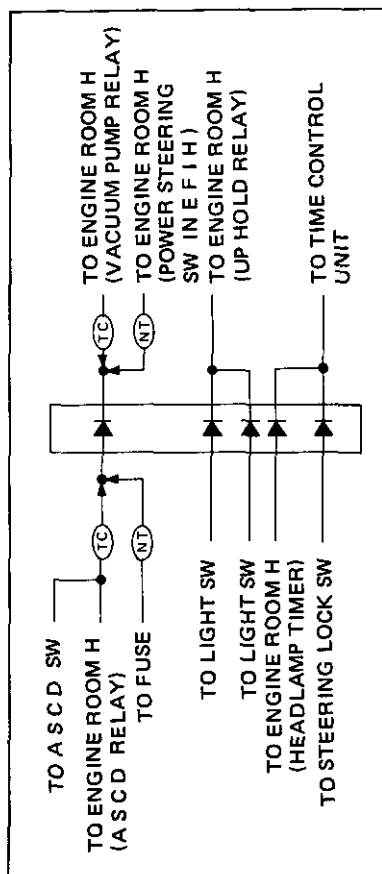 TO A S C D SW
TO ENGINE ROOM H
(A S C D RELAY)
TO FUSE
TC
NT
TO LIGHT SW
TO LIGHT SW
TO ENGINE ROOM H
(HEADLAMP TIMER)
TO STEERING LOCK SW
TC
NT
TO ENGINE ROOM H
(VACUUM PUMP RELAY)
TO ENGINE ROOM H
(POWER STEERING
SW IN E F I H)
TO ENGINE ROOM H
(UP HOLD RELAY)
TO TIME CONTROL
UNIT